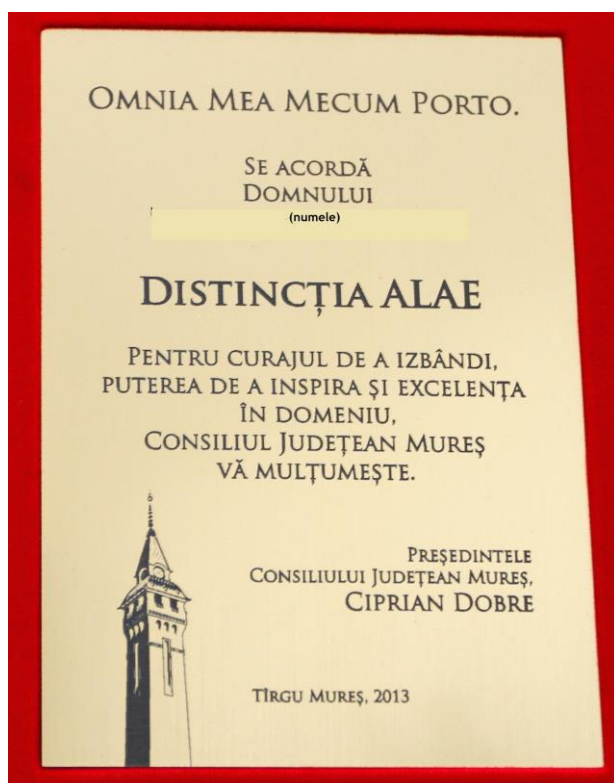 OMNIA MEA MECUM PORTO.
SE ACORDĂ
DOMNULUI
(numele)
DISTINCȚIA ALAE
PENTRU CURAJUL DE A IZBÂNDI,
PUTEREA DE A INSPIRA ȘI EXCELENȚA
ÎN DOMENIU,
CONSILIUL JUDEȚEAN MUREȘ
VĂ MULȚUMEȘTE.
PREȘEDINTELE
CONSILIULUI JUDEȚEAN MUREȘ,
CIPRIAN DOBRE
TÎRGU MUREȘ, 2013